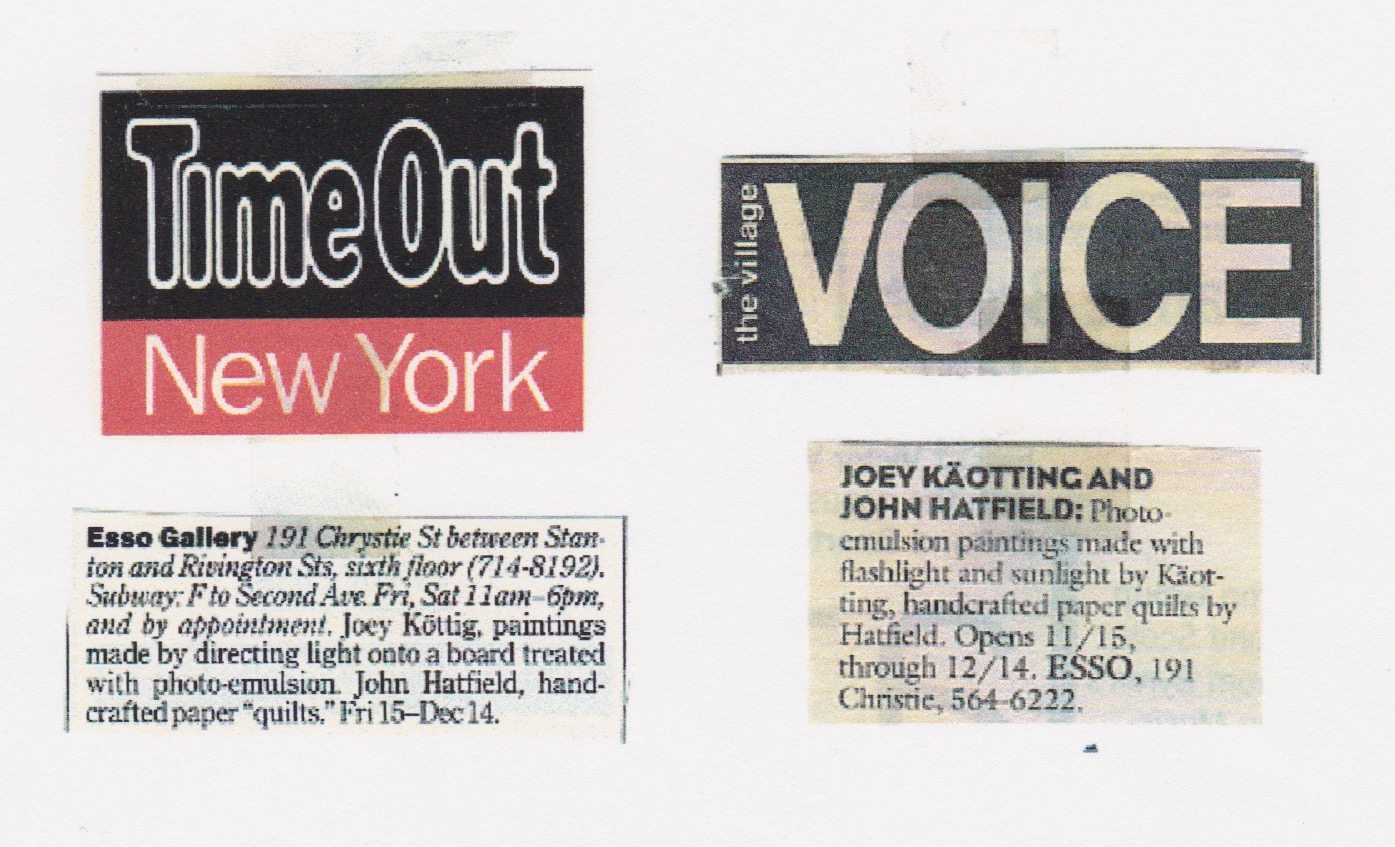 Time Out
New York
Esso Gallery 191 Chrystie St between Stan-
ton and Rivington Sts, sixth floor (714-8192).
Subway: F to Second Ave. Fri, Sat 11am–6pm,
and by appointment. Joey Köttig, paintings
made by directing light onto a board treated
with photo-emulsion. John Hatfield, hand-
crafted paper “quilts.” Fri 15–Dec 14.
the village
VOICE
JOEY KÄOTTING AND
JOHN HATFIELD: Photo-
emulsion paintings made with
flashlight and sunlight by Käot-
ting, handcrafted paper quilts by
Hatfield. Opens 11/15,
through 12/14. ESSO, 191
Christie, 564-6222.